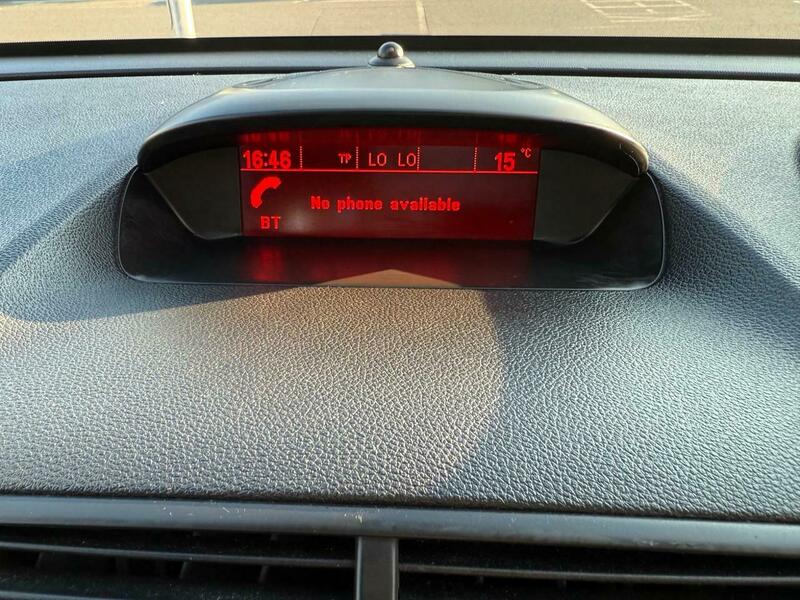 16:46 TP LO LO 15 °C
No phone available
BT